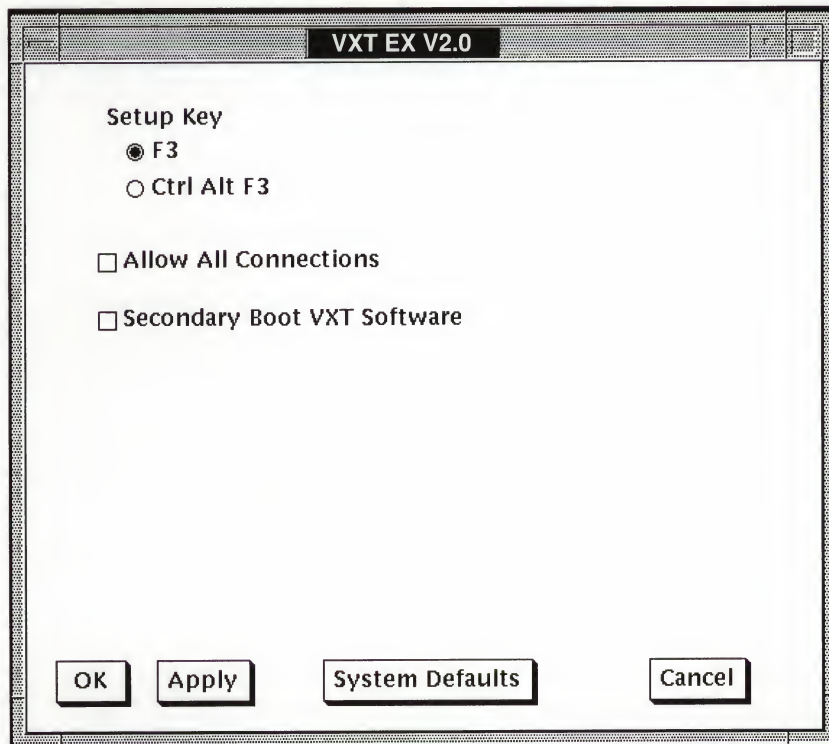 VXT EX V2.0
Setup Key
F3
Ctrl Alt F3
Allow All Connections
Secondary Boot VXT Software
OK Apply System Defaults Cancel